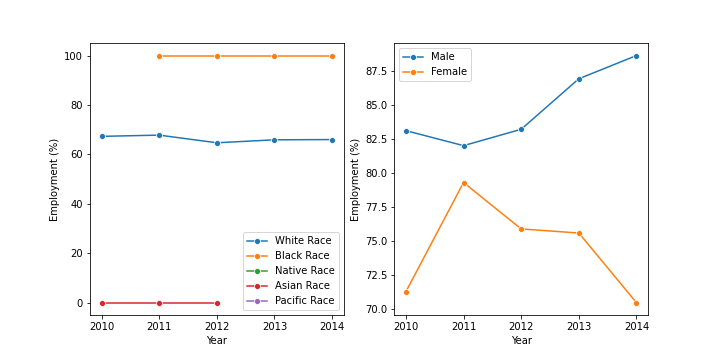 100
80
60
40
20
0
Employment (%)
2010 2011 2012 2013 2014
Year
White Race
Black Race
Native Race
Asian Race
Pacific Race
87.5
85.0
82.5
80.0
77.5
75.0
72.5
70.0
Employment (%)
2010 2011 2012 2013 2014
Year
Male
Female